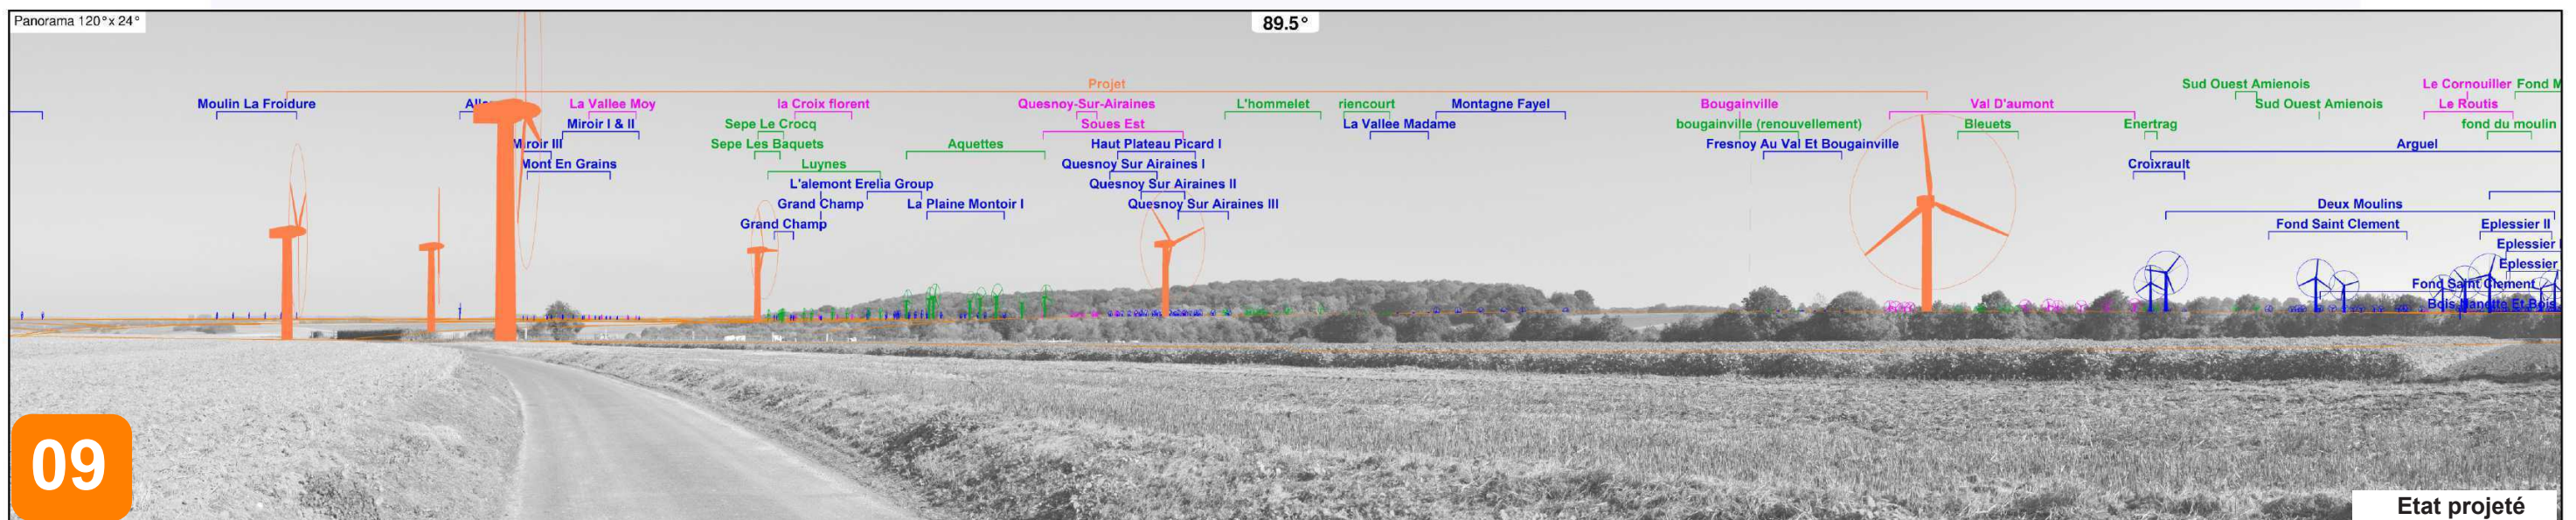 Panorama 120°x 24°
89.5°
Projet
Sud Ouest Amienois
Le Cornouiller
Fond M
Moulin La Froidure
La Vallee Moy
la Croix florent
Quesnoy-Sur-Airaines
L'hommelet
riencourt
Montagne Fayel
Bougainville
Val D'aumont
Sud Ouest Amienois
Le Routis
Miroir I & II
Sepe Le Crocq
Soues Est
La Vallee Madame
bougainville (renouvellement)
Bleuets
Enertrag
fond du moulin
Miroir III
Sepe Les Baquets
Aquettes
Haut Plateau Picard I
Fresnoy Au Val Et Bougainville
Arguel
Mont En Grains
Luynes
Quesnoy Sur Airaines I
Croixrault
L'alemont Erelia Group
Quesnoy Sur Airaines II
Grand Champ
La Plaine Montoir I
Quesnoy Sur Airaines III
Deux Moulins
Grand Champ
Fond Saint Clement
Eplessier II
Eplessier
Eplessier
Fond Saint Clement
Bois Nanette Et Bois
09
Etat projeté